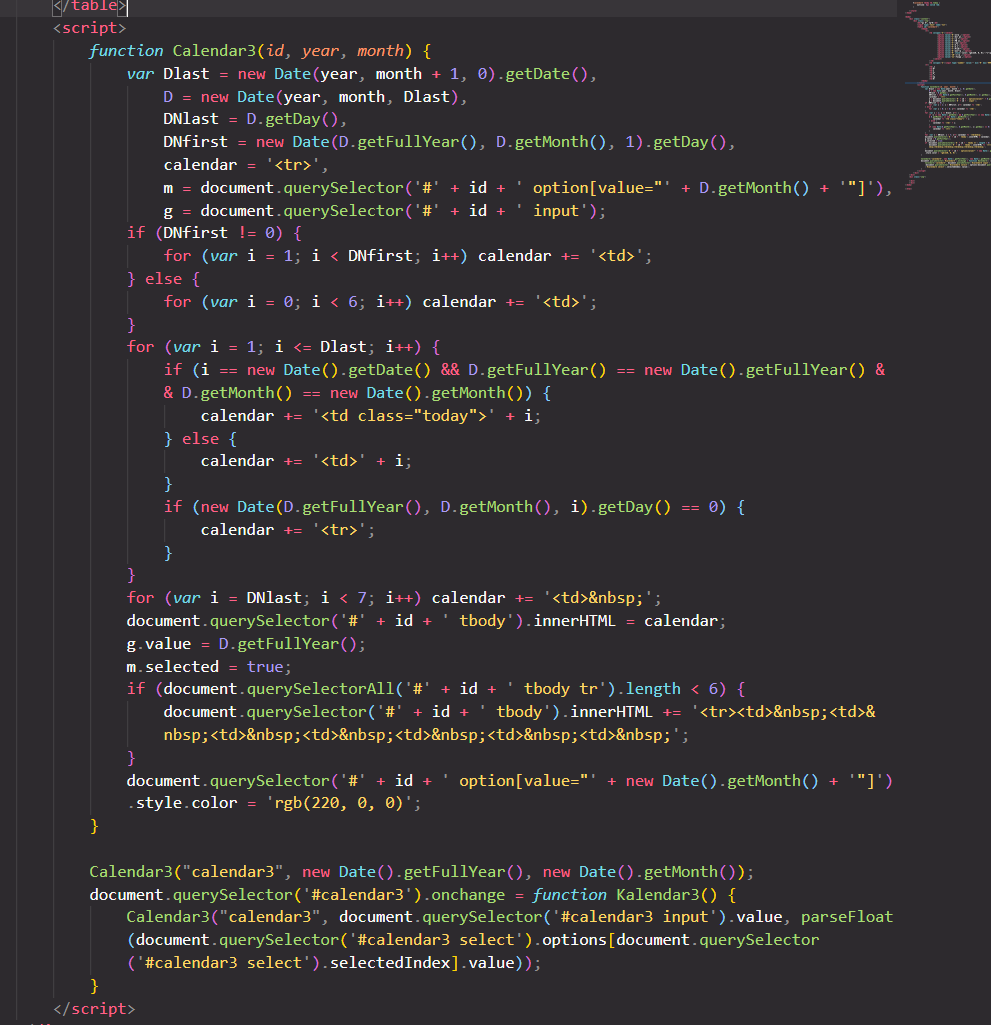 </table>
<script>
function Calendar3(id, year, month) {
var Dlast = new Date(year, month + 1, 0).getDate(),
D = new Date(year, month, Dlast),
DNlast = D.getDay(),
DNfirst = new Date(D.getFullYear(), D.getMonth(), 1).getDay(),
calendar = '<tr>',
m = document.querySelector('#' + id + ' option[value="' + D.getMonth() + '"]'),
g = document.querySelector('#' + id + ' input');
if (DNfirst != 0) {
for (var i = 1; i < DNfirst; i++) calendar += '<td>';
} else {
for (var i = 0; i < 6; i++) calendar += '<td>';
}
for (var i = 1; i <= Dlast; i++) {
if (i == new Date().getDate() && D.getFullYear() == new Date().getFullYear() &
& D.getMonth() == new Date().getMonth()) {
calendar += '<td class="today">' + i;
} else {
calendar += '<td>' + i;
}
if (new Date(D.getFullYear(), D.getMonth(), i).getDay() == 0) {
calendar += '<tr>';
}
}
for (var i = DNlast; i < 7; i++) calendar += '<td>&nbsp;';
document.querySelector('#' + id + ' tbody').innerHTML = calendar;
g.value = D.getFullYear();
m.selected = true;
if (document.querySelectorAll('#' + id + ' tbody tr').length < 6) {
document.querySelector('#' + id + ' tbody').innerHTML += '<tr><td>&nbsp;<td>&
nbsp;<td>&nbsp;<td>&nbsp;<td>&nbsp;<td>&nbsp;<td>&nbsp;';
}
document.querySelector('#' + id + ' option[value="' + new Date().getMonth() + '"]')
.style.color = 'rgb(220, 0, 0)';
}
Calendar3("calendar3", new Date().getFullYear(), new Date().getMonth());
document.querySelector('#calendar3').onchange = function Kalendar3() {
Calendar3("calendar3", document.querySelector('#calendar3 input').value, parseFloat
(document.querySelector('#calendar3 select').options[document.querySelector
('#calendar3 select').selectedIndex].value));
}
</script>